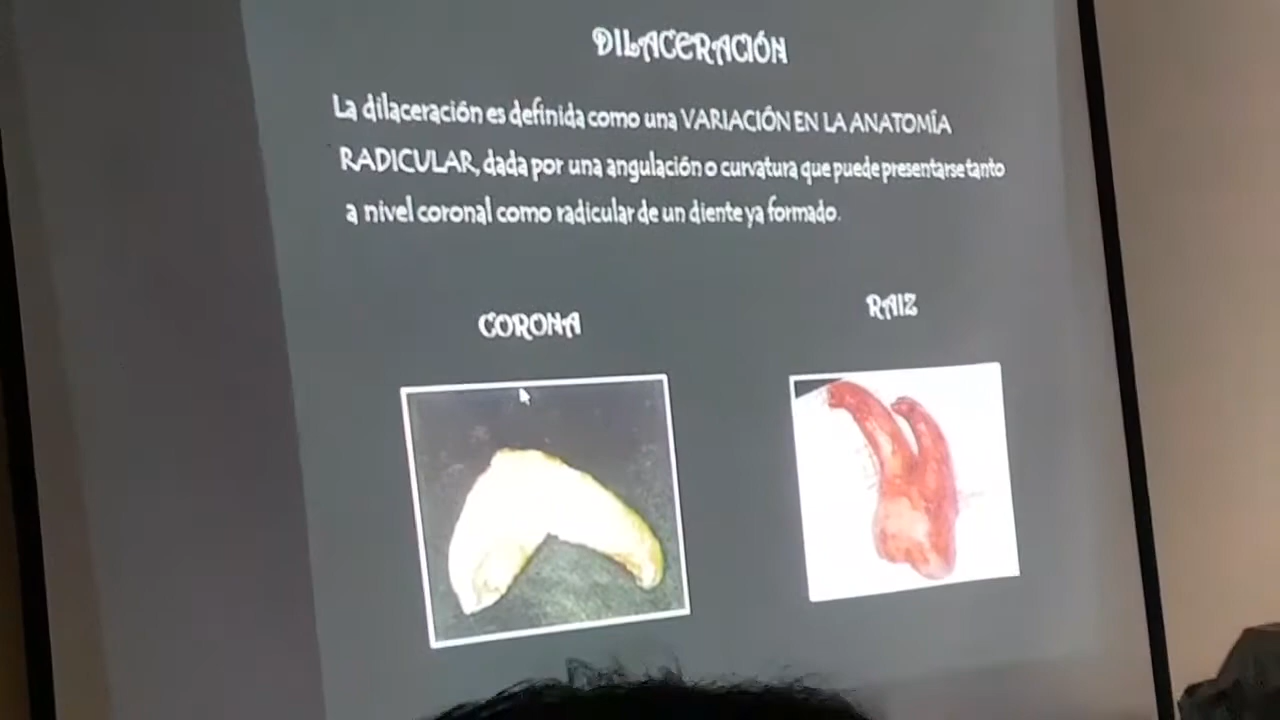 DILACERACIÓN
La dilaceración es definida como una VARIACIÓN EN LA ANATOMÍA
RADICULAR, dada por una angulación o curvatura que puede presentarse tanto
a nivel coronal como radicular de un diente ya formado.
CORONA
RAIZ